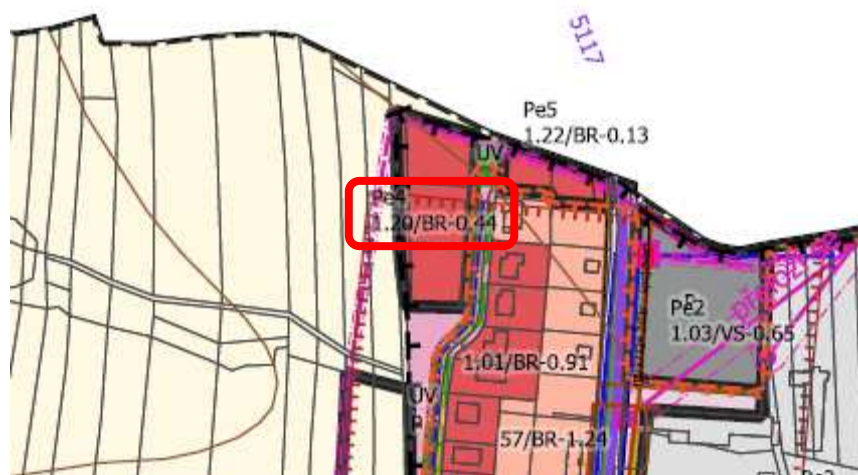 5117
Pe5
1.22/BR-0.13
UV
Pe4
1.20/BR-0.44
Pe2
1.03/VS-0.65
1.01/BR-0.91
UV
57/BR-1.24